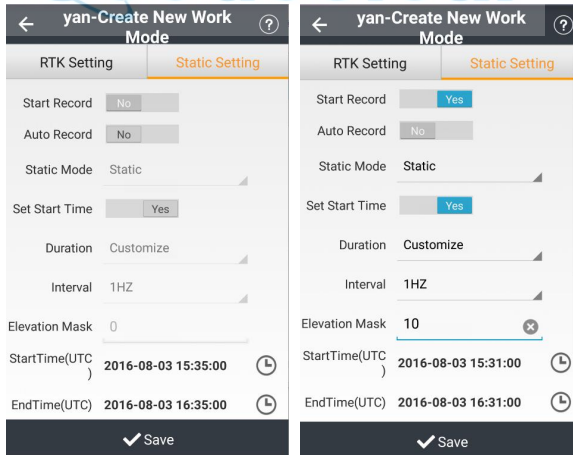 yan-Create New Work
Mode
?
RTK Setting
Static Setting
Start Record No
Auto Record No
Static Mode Static
Set Start Time Yes
Duration Customize
Interval 1HZ
Elevation Mask 0
StartTime(UTC
) 2016-08-03 15:35:00
EndTime(UTC) 2016-08-03 16:35:00
Save
yan-Create New Work
Mode
?
RTK Setting
Static Setting
Start Record Yes
Auto Record No
Static Mode Static
Set Start Time Yes
Duration Customize
Interval 1HZ
Elevation Mask 10
StartTime(UTC
) 2016-08-03 15:31:00
EndTime(UTC) 2016-08-03 16:31:00
Save